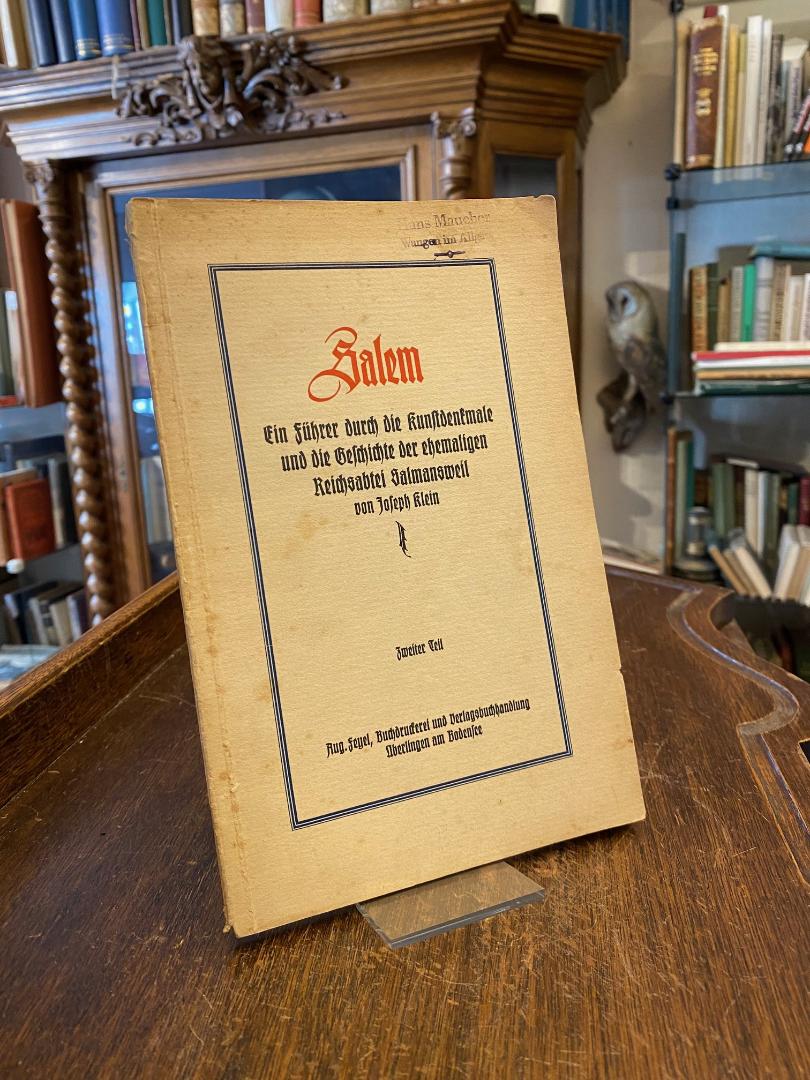 Hans Maucher
Wangen im Allgäu
Salem
Ein Führer durch die Kunstdenkmale
und die Geschichte der ehemaligen
Reichsabtei Salmansweil
von Joseph Klein
Zweiter Teil
Aug. Feyel, Buchdruckerei und Verlagsbuchhandlung
Überlingen am Bodensee